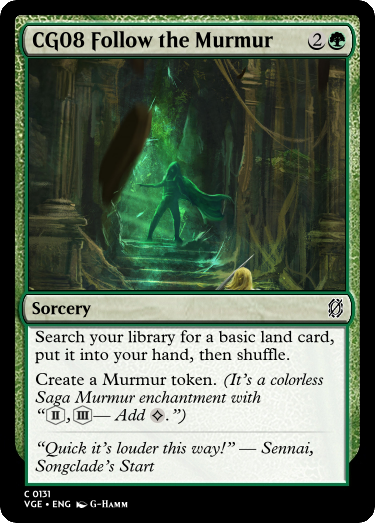 CG08 Follow the Murmur 2
Sorcery
Search your library for a basic land card,
put it into your hand, then shuffle.
Create a Murmur token. (It's a colorless
Saga Murmur enchantment with
“II, III— Add .”)
“Quick it's louder this way!” — Sennai,
Songclade's Start
C 0131
VGE • ENG G-Hamm